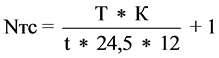 Nтс = T * K / t * 24,5 * 12 + 1